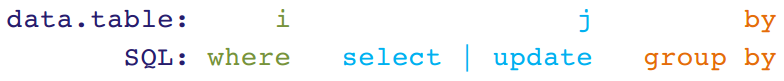 data.table: i j by
SQL: where select | update group by